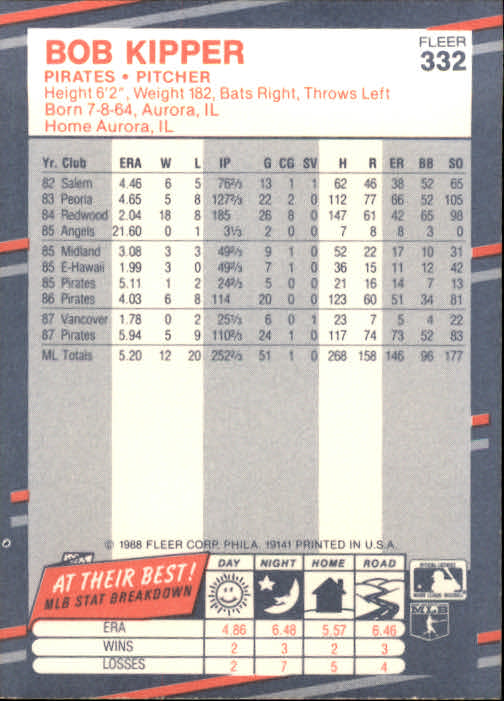 BOB KIPPER
FLEER
332
PIRATES • PITCHER
Height 6'2", Weight 182, Bats Right, Throws Left
Born 7-8-64, Aurora, IL
Home Aurora, IL
Yr. Club ERA W L IP G CG SV H R ER BB SO
82 Salem 4.46 6 5 76⅔ 13 1 1 62 46 38 52 65
83 Peoria 4.65 5 8 127⅔ 22 2 0 112 77 66 52 105
84 Redwood 2.04 18 8 185 26 8 0 147 61 42 65 98
85 Angels 21.60 0 1 3⅓ 2 0 0 7 8 8 3 0
85 Midland 3.08 3 3 49⅔ 9 1 0 52 22 17 10 31
85 E-Hawaii 1.99 3 0 49⅔ 7 1 0 36 15 11 12 42
85 Pirates 5.11 1 2 24⅔ 5 0 0 21 16 14 7 13
86 Pirates 4.03 6 8 114 20 0 0 123 60 51 34 81
87 Vancover 1.78 0 2 25⅓ 6 0 1 23 7 5 4 22
87 Pirates 5.94 5 9 110⅔ 24 1 0 117 74 73 52 83
ML Totals 5.20 12 20 252⅔ 51 1 0 268 158 146 96 177
© 1988 FLEER CORP. PHILA. 19141 PRINTED IN U.S.A.
AT THEIR BEST!
MLB STAT BREAKDOWN
DAY NIGHT HOME ROAD
ERA 4.86 6.48 5.57 6.46
WINS 2 3 2 3
LOSSES 2 7 5 4
MLB